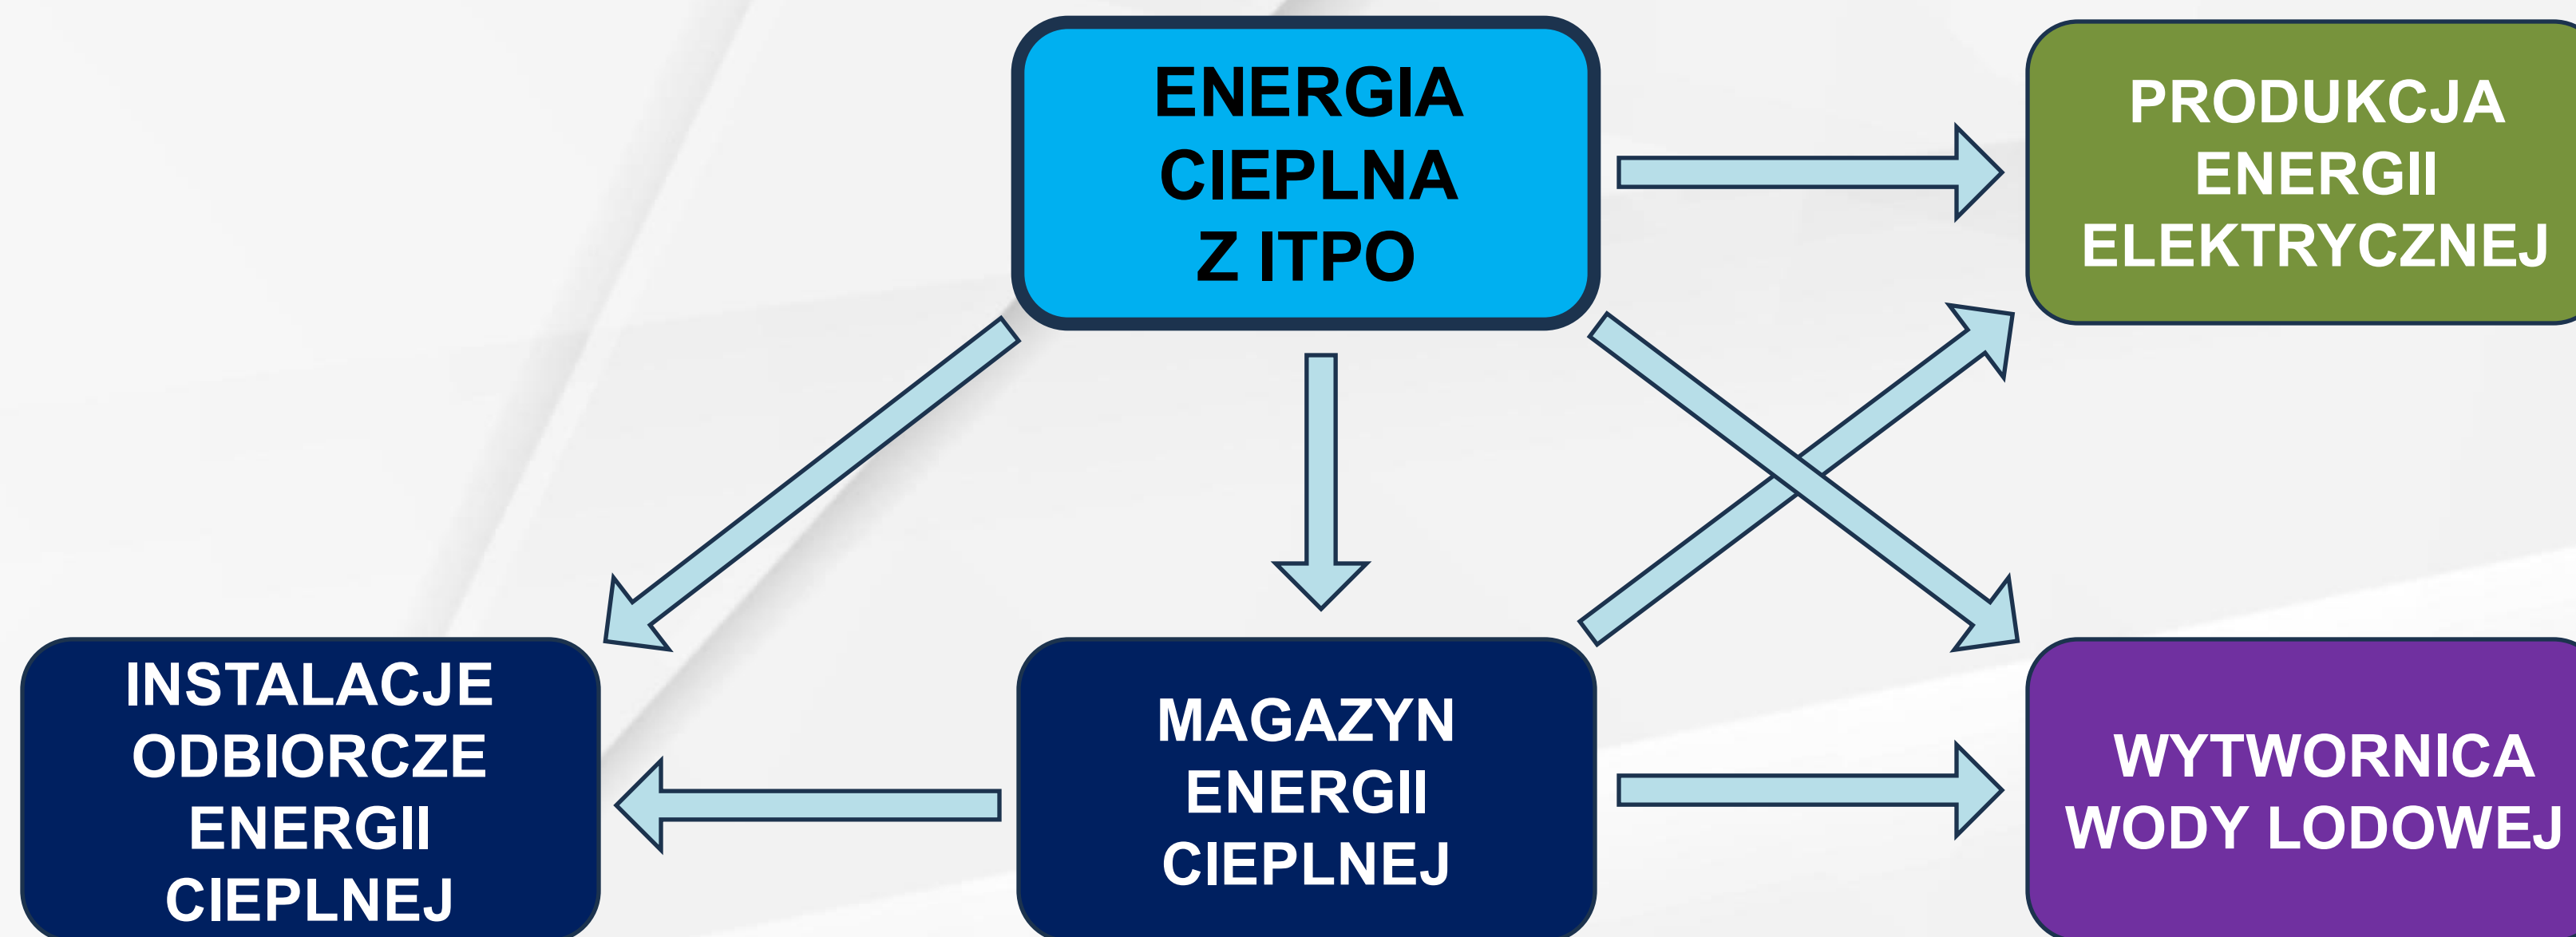 ENERGIA
CIEPLNA
Z ITPO
PRODUKCJA
ENERGII
ELEKTRYCZNEJ
INSTALACJE
ODBIORCZE
ENERGII
CIEPLNEJ
MAGAZYN
ENERGII
CIEPLNEJ
WYTWORNICA
WODY LODOWEJ